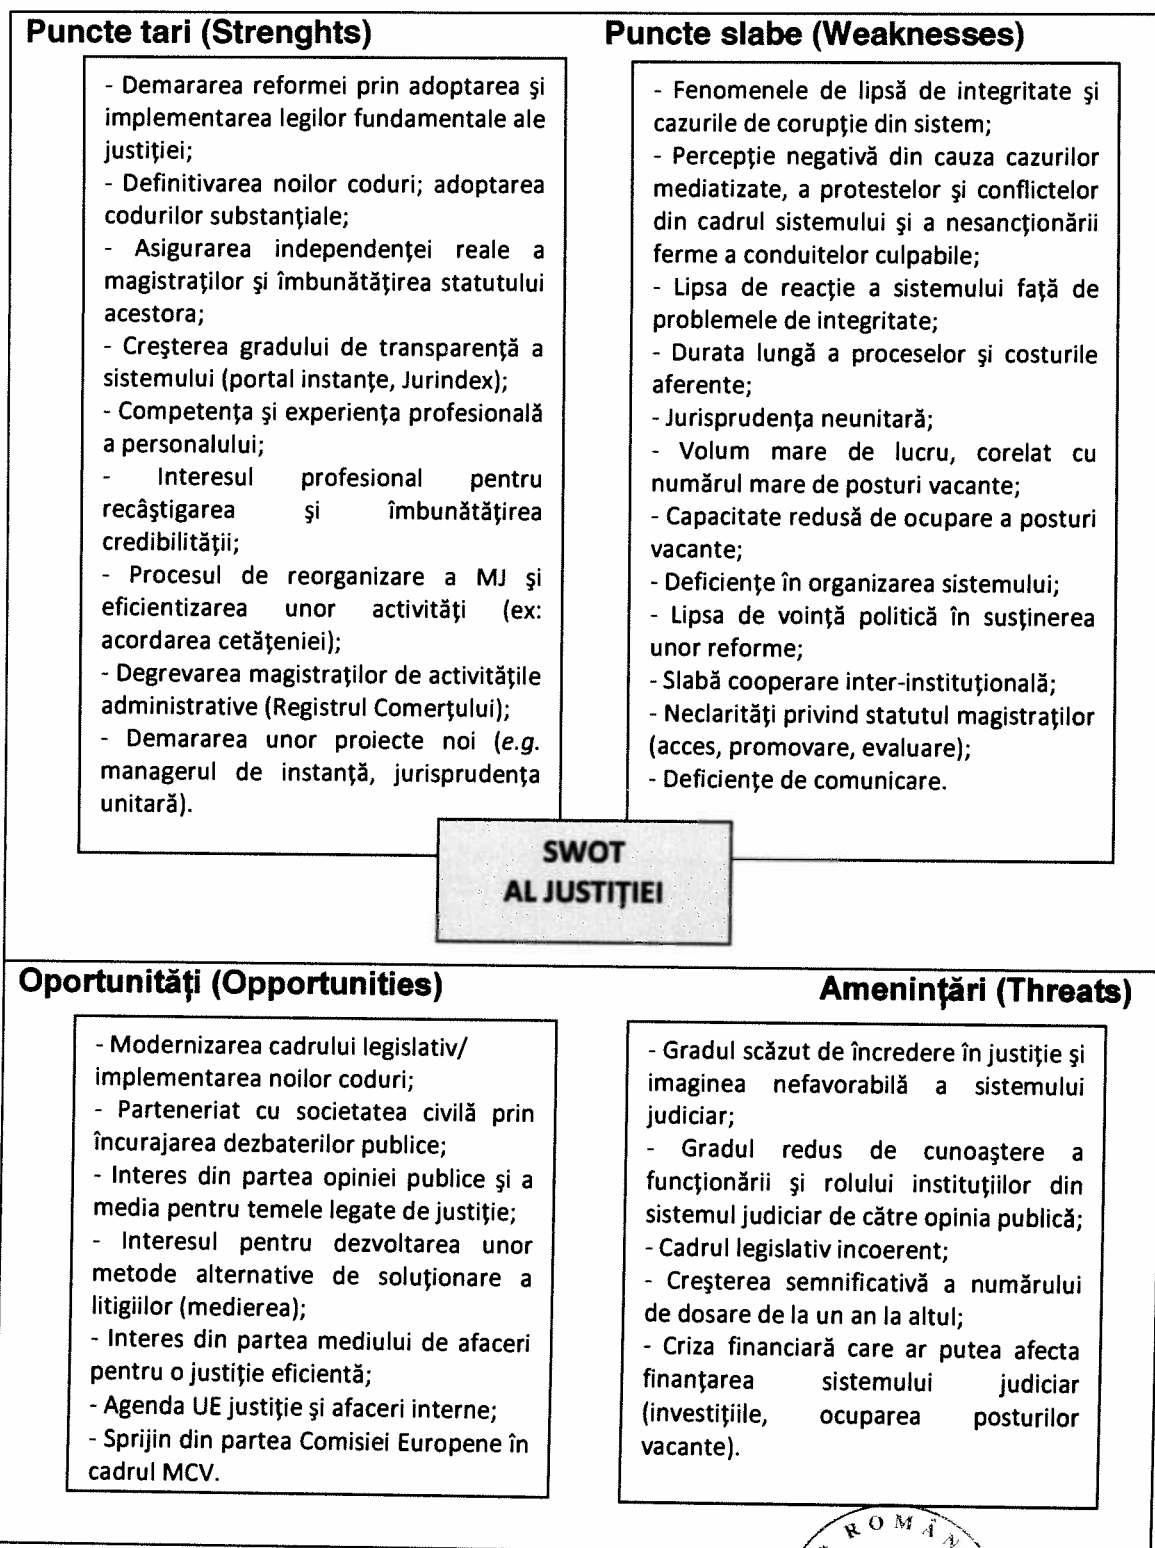 Puncte tari (Strenghts)
- Demararea reformei prin adoptarea şi
implementarea legilor fundamentale ale
justiţiei;
- Definitivarea noilor coduri; adoptarea
codurilor substanţiale;
- Asigurarea independenţei reale a
magistraţilor şi îmbunătăţirea statutului
acestora;
- Creşterea gradului de transparenţă a
sistemului (portal instanţe, Jurindex);
- Competenţa şi experienţa profesională
a personalului;
- Interesul profesional pentru
recâştigarea şi îmbunătăţirea
credibilităţii;
- Procesul de reorganizare a MJ şi
eficientizarea unor activităţi (ex:
acordarea cetăţeniei);
- Degrevarea magistraţilor de activităţile
administrative (Registrul Comerţului);
- Demararea unor proiecte noi (e.g.
managerul de instanţă, jurisprudenţa
unitară).
Puncte slabe (Weaknesses)
- Fenomenele de lipsă de integritate şi
cazurile de corupţie din sistem;
- Percepţie negativă din cauza cazurilor
mediatizate, a protestelor şi conflictelor
din cadrul sistemului şi a nesancţionării
ferme a conduitelor culpabile;
- Lipsa de reacţie a sistemului faţă de
problemele de integritate;
- Durata lungă a proceselor şi costurile
aferente;
- Jurisprudenţa neunitară;
- Volum mare de lucru, corelat cu
numărul mare de posturi vacante;
- Capacitate redusă de ocupare a posturi
vacante;
- Deficienţe în organizarea sistemului;
- Lipsa de voinţă politică în susţinerea
unor reforme;
- Slabă cooperare inter-instituţională;
- Neclarităţi privind statutul magistraţilor
(acces, promovare, evaluare);
- Deficienţe de comunicare.
SWOT
AL JUSTIŢIEI
Oportunităţi (Opportunities)
- Modernizarea cadrului legislativ/
implementarea noilor coduri;
- Parteneriat cu societatea civilă prin
încurajarea dezbaterilor publice;
- Interes din partea opiniei publice şi a
media pentru temele legate de justiţie;
- Interesul pentru dezvoltarea unor
metode alternative de soluţionare a
litigiilor (medierea);
- Interes din partea mediului de afaceri
pentru o justiţie eficientă;
- Agenda UE justiţie şi afaceri interne;
- Sprijin din partea Comisiei Europene în
cadrul MCV.
Ameninţări (Threats)
- Gradul scăzut de încredere în justiţie şi
imaginea nefavorabilă a sistemului
judiciar;
- Gradul redus de cunoaştere a
funcţionării şi rolului instituţiilor din
sistemul judiciar de către opinia publică;
- Cadrul legislativ incoerent;
- Creşterea semnificativă a numărului
de dosare de la un an la altul;
- Criza financiară care ar putea afecta
finanţarea sistemului judiciar
(investiţiile, ocuparea posturilor
vacante).